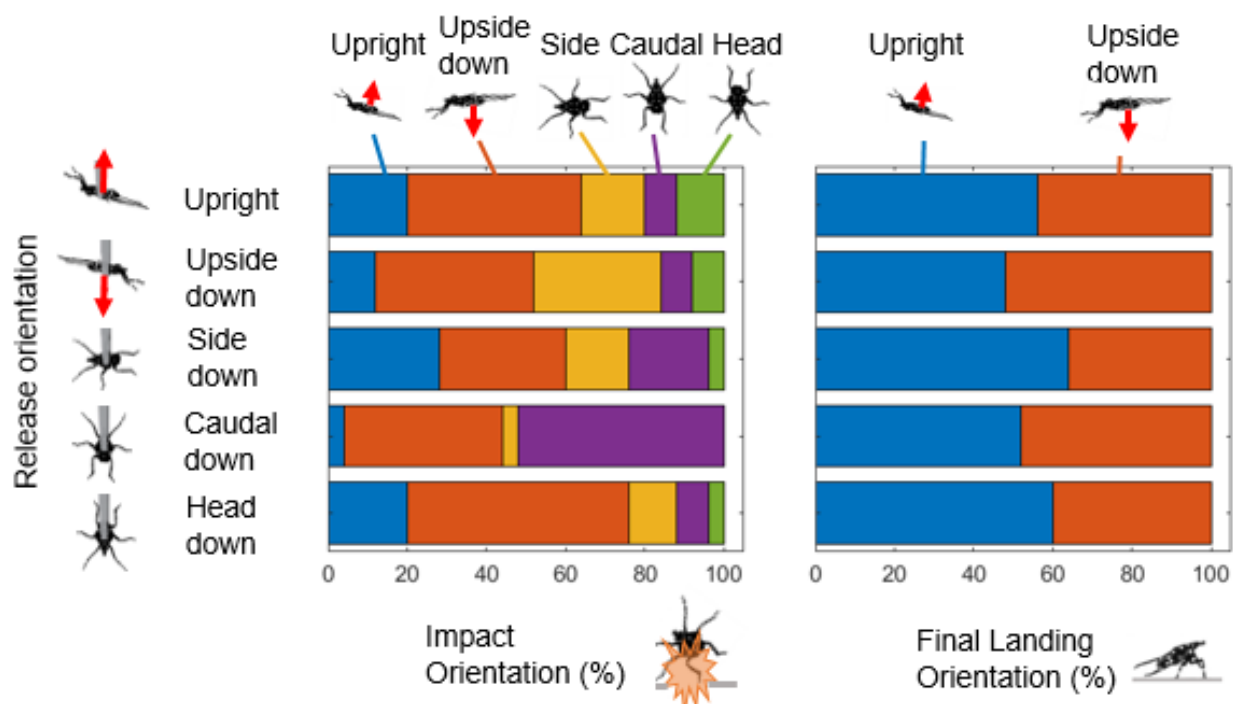 Upright
Upside
down
Side
Caudal
Head
Upright
Upside
down
Release orientation
Upright
Upside
down
Side
down
Caudal
down
Head
down
0 20 40 60 80 100
0 20 40 60 80 100
Impact
Orientation (%)
Final Landing
Orientation (%)